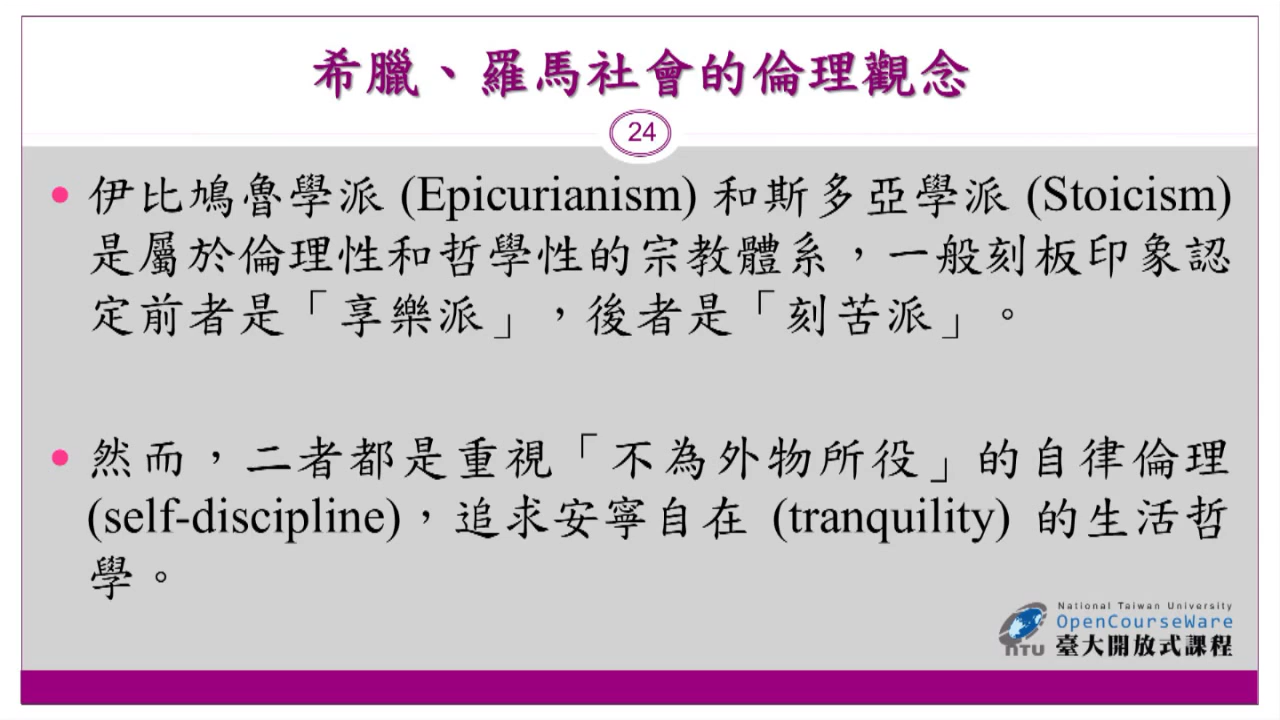 希臘、羅馬社會的倫理觀念
24
• 伊比鳩魯學派 (Epicurianism) 和斯多亞學派 (Stoicism)
是屬於倫理性和哲學性的宗教體系，一般刻板印象認
定前者是「享樂派」，後者是「刻苦派」。
• 然而，二者都是重視「不為外物所役」的自律倫理
(self-discipline)，追求安寧自在 (tranquility) 的生活哲
學。
National Taiwan University
OpenCourseWare
NTU 臺大開放式課程